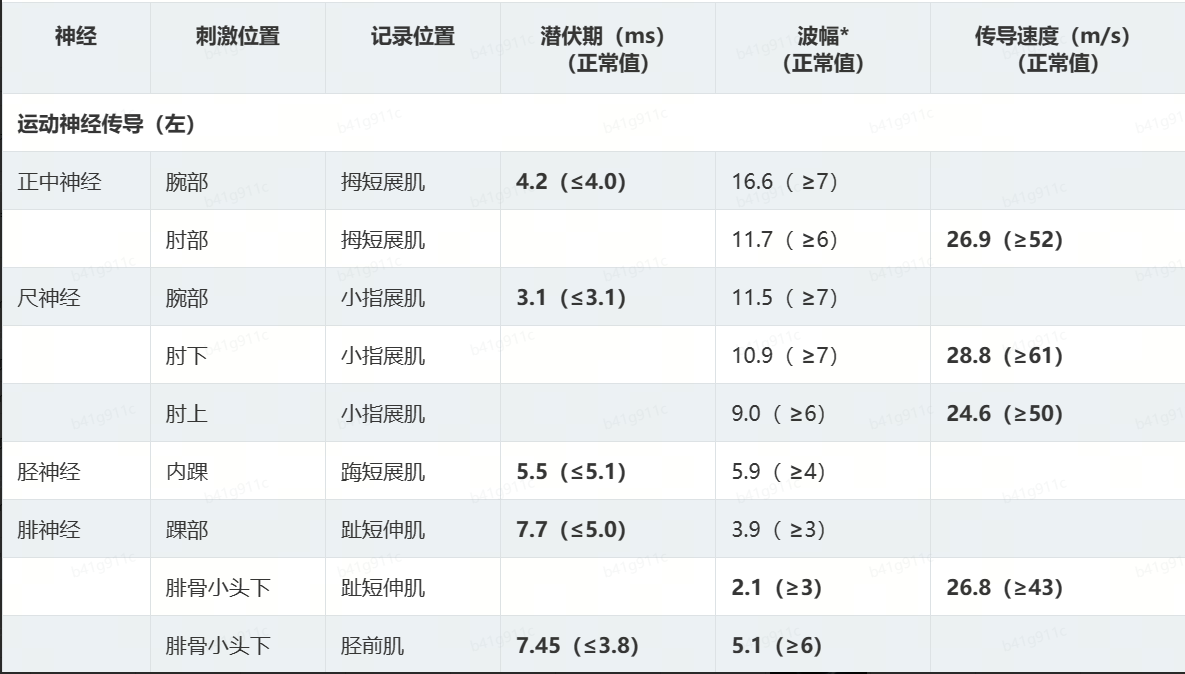 神经 刺激位置 记录位置 潜伏期（ms）（正常值） 波幅*（正常值） 传导速度（m/s）（正常值）
运动神经传导（左）
正中神经 腕部 拇短展肌 4.2（≤4.0） 16.6（ ≥7）
肘部 拇短展肌 11.7（ ≥6） 26.9（≥52）
尺神经 腕部 小指展肌 3.1（≤3.1） 11.5（ ≥7）
肘下 小指展肌 10.9（ ≥7） 28.8（≥61）
肘上 小指展肌 9.0（ ≥6） 24.6（≥50）
胫神经 内踝 踇短展肌 5.5（≤5.1） 5.9（ ≥4）
腓神经 踝部 趾短伸肌 7.7（≤5.0） 3.9（ ≥3）
腓骨小头下 趾短伸肌 2.1（≥3） 26.8（≥43）
腓骨小头下 胫前肌 7.45（≤3.8） 5.1（≥6）
b41g911c